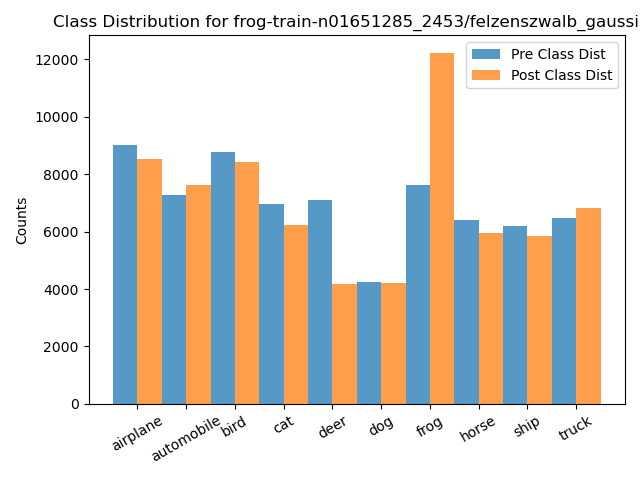 Class Distribution for frog-train-n01651285_2453/felzenszwalb_gaussi
Pre Class Dist
Post Class Dist
Counts
12000
10000
8000
6000
4000
2000
0
airplane
automobile
bird
cat
deer
dog
frog
horse
ship
truck